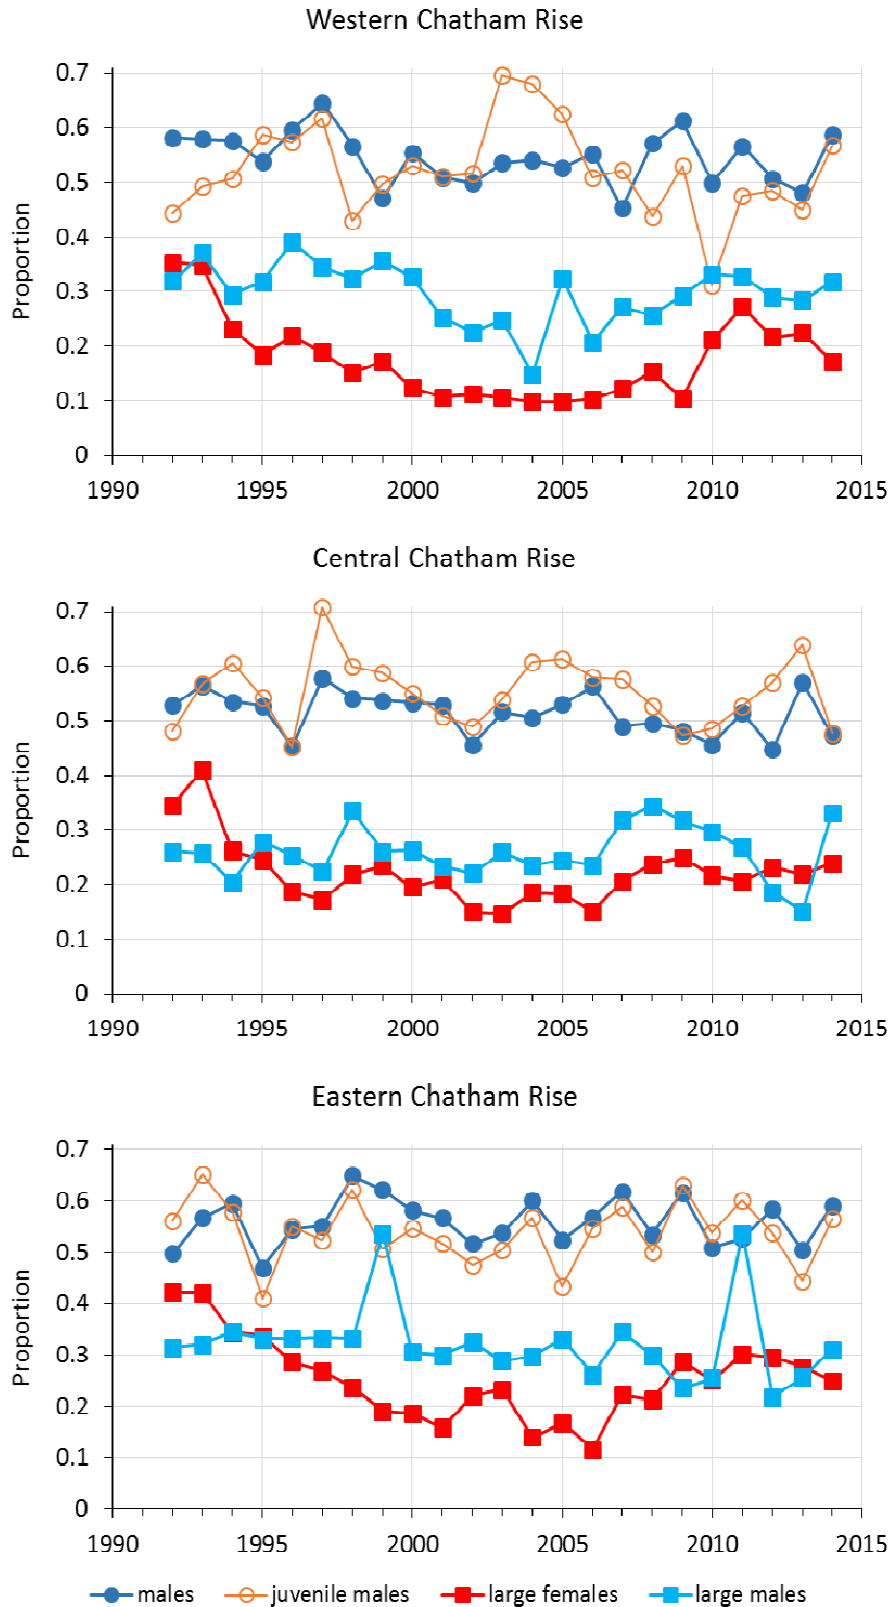 Western Chatham Rise
0.7
0.6
0.5
0.4
0.3
0.2
0.1
0
Proportion
1990 1995 2000 2005 2010 2015
Central Chatham Rise
0.7
0.6
0.5
0.4
0.3
0.2
0.1
0
Proportion
1990 1995 2000 2005 2010 2015
Eastern Chatham Rise
0.7
0.6
0.5
0.4
0.3
0.2
0.1
0
Proportion
1990 1995 2000 2005 2010 2015
males juvenile males large females large males